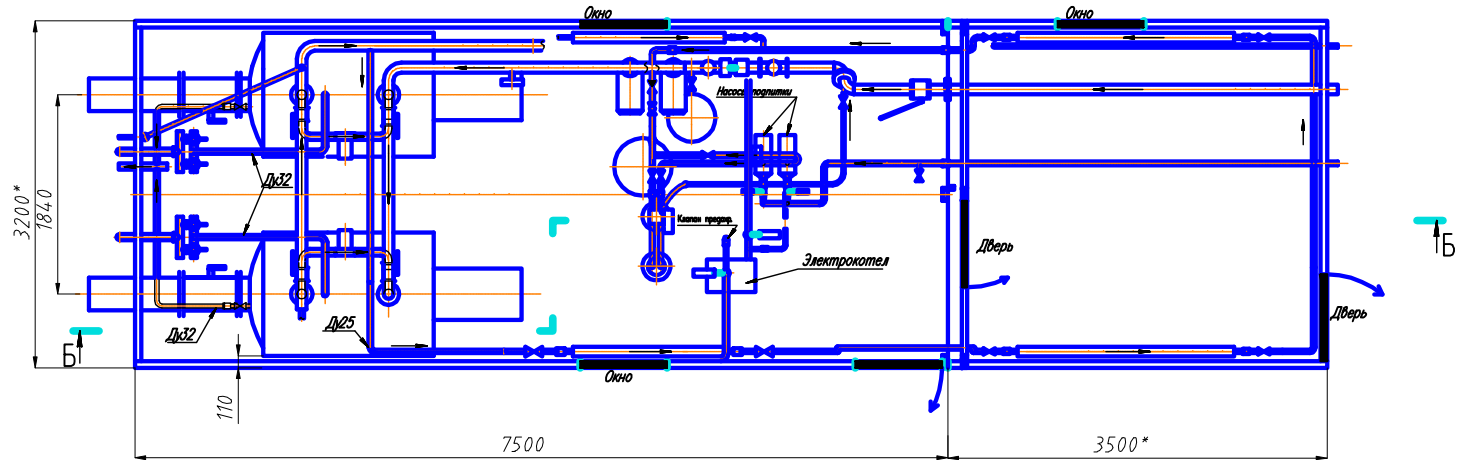 Окно
Окно
Насосы подпитки
Ду32
Клапан предохр.
Дверь
Электрокотел
3200*
1840
Б
Б
Ду32
Ду25
Дверь
Окно
110
7500
3500*